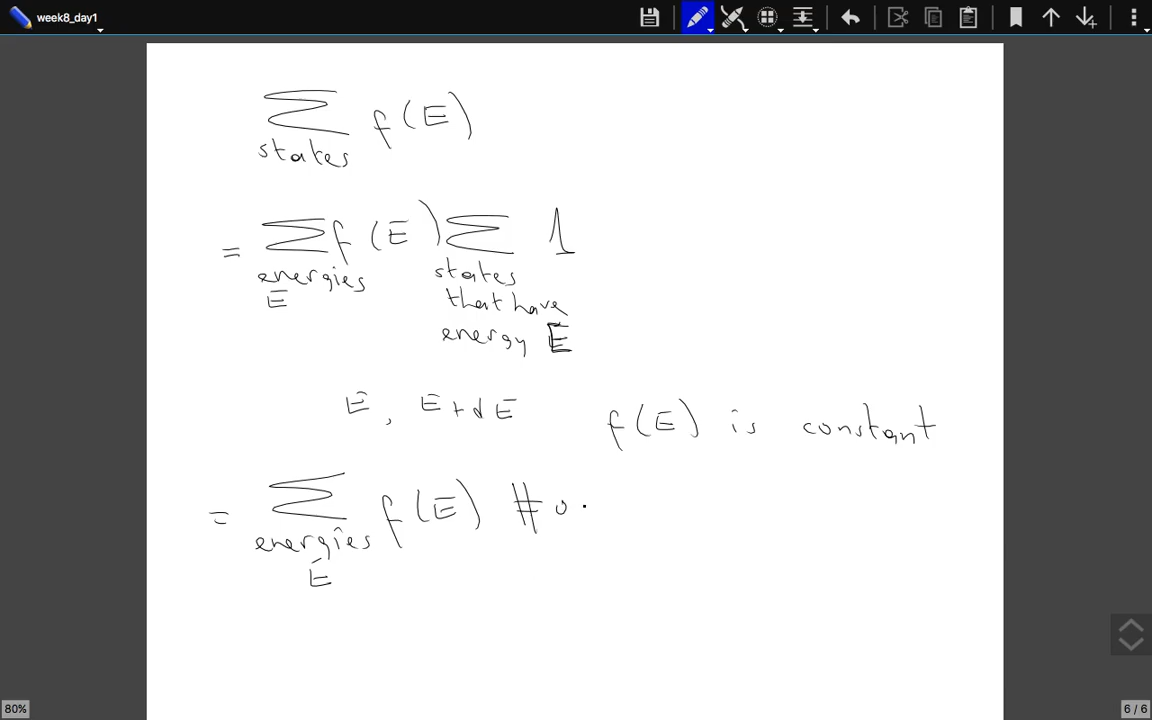 week8_day1
∑ f(E)
states
= ∑ f(E) ∑ 1
energies E states that have energy E
E, E+dE f(E) is constant
= ∑ f(E) # o
energies
E
80%
6 / 6